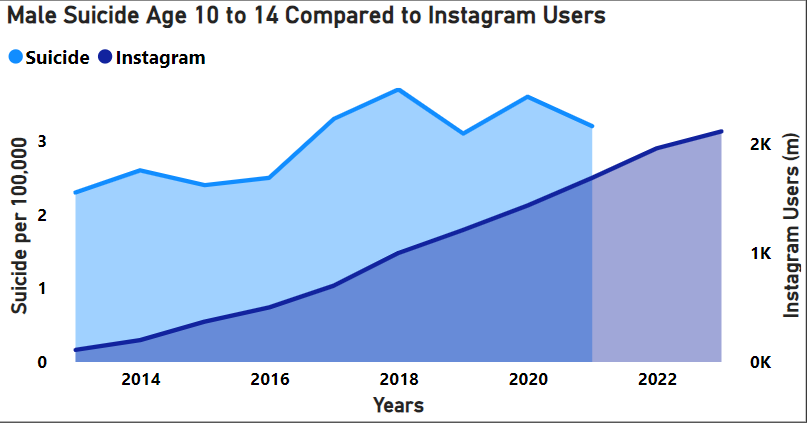 Male Suicide Age 10 to 14 Compared to Instagram Users
Suicide Instagram
Suicide per 100,000
3
2
1
0
2K
1K
0K
Instagram Users (m)
2014 2016 2018 2020 2022
Years